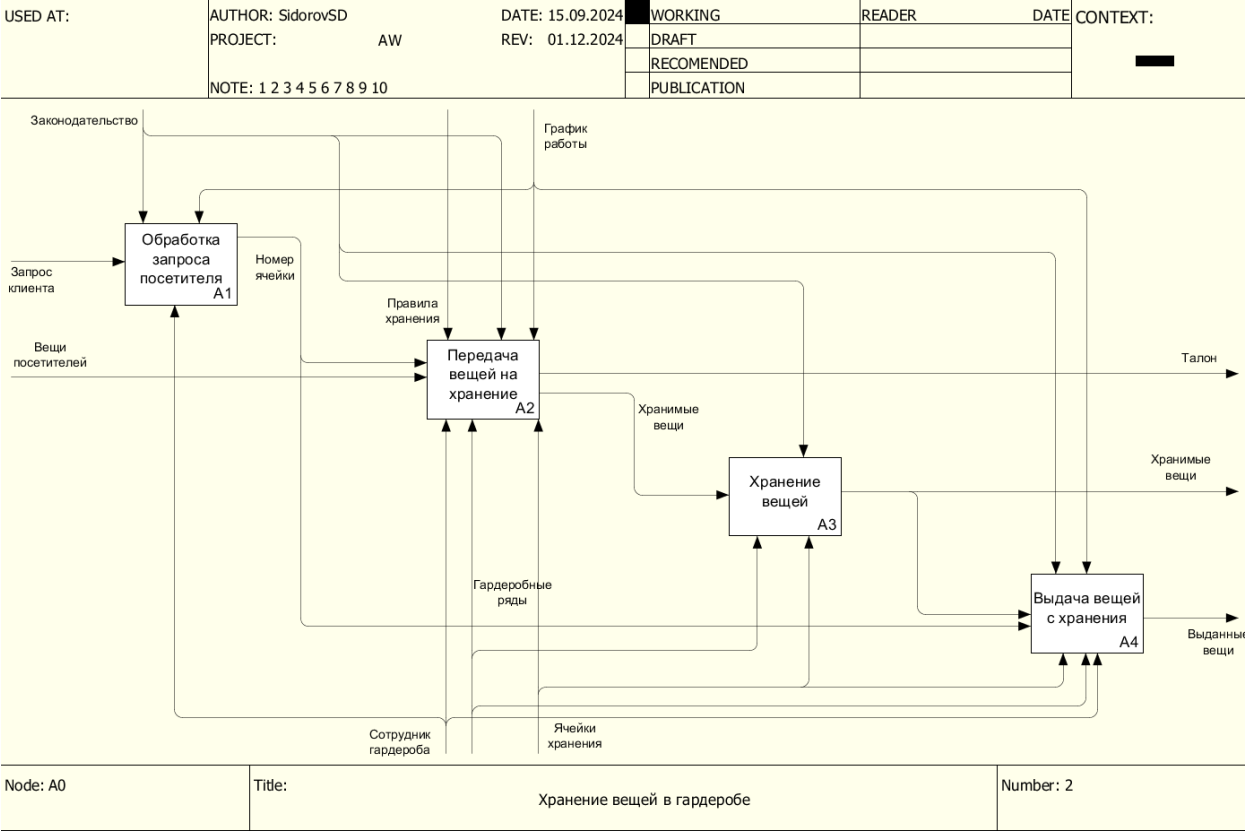 USED AT:
AUTHOR: SidorovSD
DATE: 15.09.2024
PROJECT: AW
REV: 01.12.2024
NOTE: 1 2 3 4 5 6 7 8 9 10
WORKING
DRAFT
RECOMENDED
PUBLICATION
READER
DATE
CONTEXT:
Законодательство
График
работы
Обработка
запроса
посетителя
A1
Запрос
клиента
Номер
ячейки
Правила
хранения
Вещи
посетителей
Передача
вещей на
хранение
A2
Талон
Хранимые
вещи
Хранимые
вещи
Хранение
вещей
A3
Гардеробные
ряды
Выдача вещей
с хранения
A4
Выданные
вещи
Сотрудник
гардероба
Ячейки
хранения
Node: A0
Title:
Хранение вещей в гардеробе
Number: 2